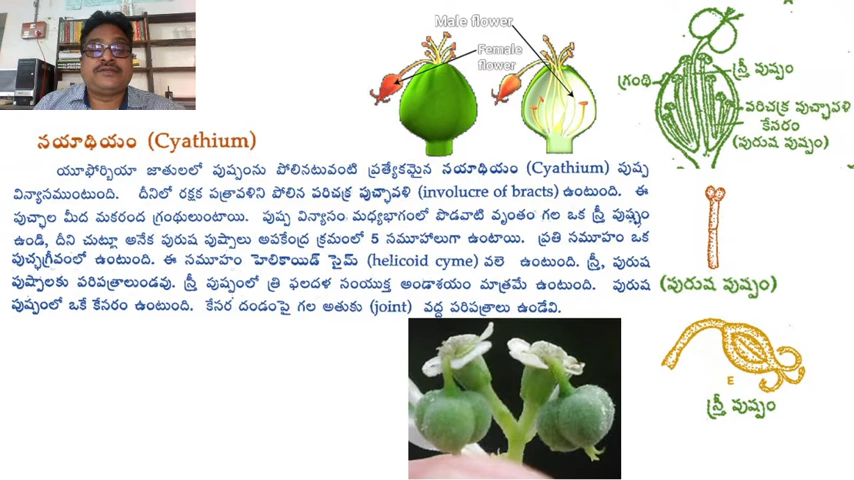 Male flower
Female
flower
గ్రంథి
స్త్రీ పుష్పం
పరిచక్ర పుచ్ఛావళి
కేసరం
(పురుష పుష్పం)
సయాథియం (Cyathium)
యూఫోర్బియా జాతులలో పుష్పంను పోలినటువంటి ప్రత్యేకమైన సయాథియం (Cyathium) పుష్ప
విన్యాసముంటుంది. దీనిలో రక్షక పత్రావళిని పోలిన పరిచక్ర పుచ్ఛావళి (involucre of bracts) ఉంటుంది. ఈ
పుచ్ఛాల మీద మకరంద గ్రంథులుంటాయి. పుష్ప విన్యాసం మధ్యభాగంలో పొడవాటి వృంతం గల ఒక స్త్రీ పుష్పం
ఉండి, దీని చుట్టూ అనేక పురుష పుష్పాలు అపకేంద్ర క్రమంలో 5 సమూహాలుగా ఉంటాయి. ప్రతి సమూహం ఒక
పుచ్ఛగ్రీవంలో ఉంటుంది. ఈ సమూహం హెలికాయిడ్ సైమ్ (helicoid cyme) వలె ఉంటుంది. స్త్రీ, పురుష
పుష్పాలకు పరిపత్రాలుండవు. స్త్రీ పుష్పంలో త్రి ఫలదళ సంయుక్త అండాశయం మాత్రమే ఉంటుంది. పురుష
పుష్పంలో ఒకే కేసరం ఉంటుంది. కేసర దండంపై గల అతుకు (joint) వద్ద పరిపత్రాలు ఉండేవి.
(పురుష పుష్పం)
E
స్త్రీ పుష్పం